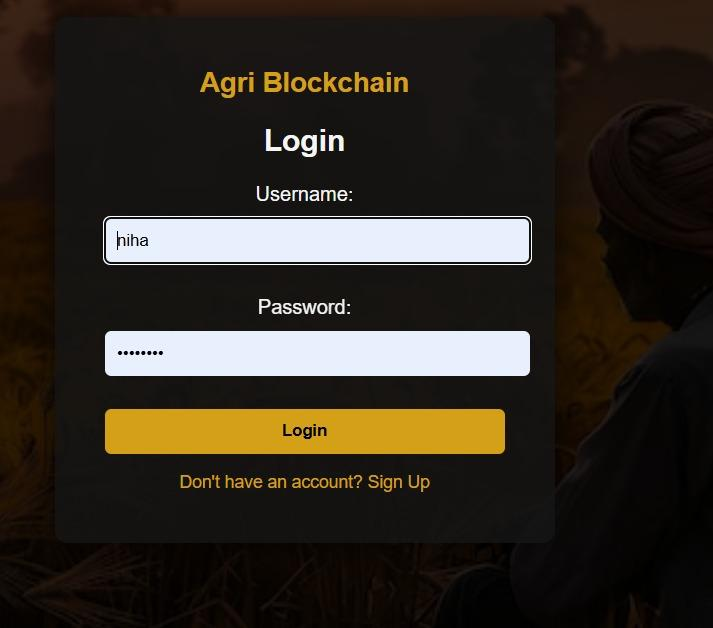 Agri Blockchain
Login
Username:
niha
Password:
••••••••
Login
Don't have an account? Sign Up